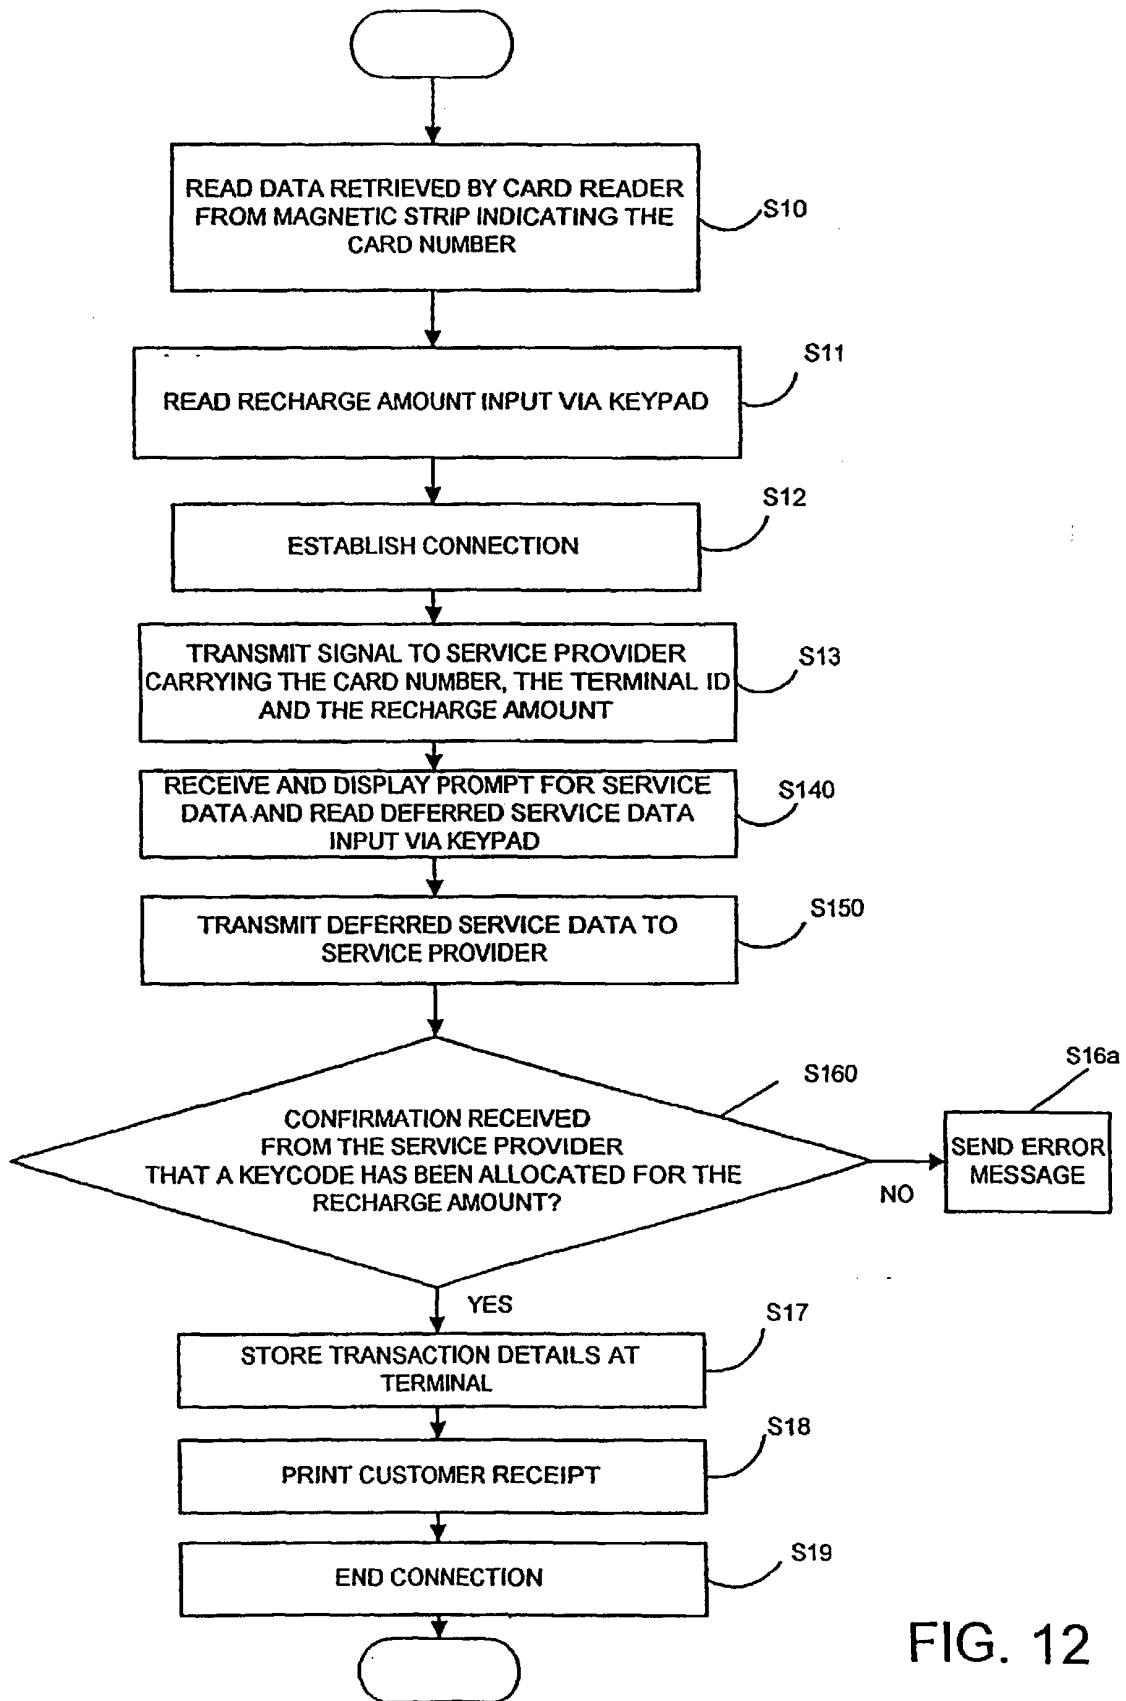 READ DATA RETRIEVED BY CARD READER
FROM MAGNETIC STRIP INDICATING THE
CARD NUMBER
S10
S11
READ RECHARGE AMOUNT INPUT VIA KEYPAD
S12
ESTABLISH CONNECTION
TRANSMIT SIGNAL TO SERVICE PROVIDER
CARRYING THE CARD NUMBER, THE TERMINAL ID
AND THE RECHARGE AMOUNT
S13
RECEIVE AND DISPLAY PROMPT FOR SERVICE
DATA AND READ DEFERRED SERVICE DATA
INPUT VIA KEYPAD
S140
TRANSMIT DEFERRED SERVICE DATA TO
SERVICE PROVIDER
S150
S160
S16a
CONFIRMATION RECEIVED
FROM THE SERVICE PROVIDER
THAT A KEYCODE HAS BEEN ALLOCATED FOR THE
RECHARGE AMOUNT?
SEND ERROR
MESSAGE
NO
YES
S17
STORE TRANSACTION DETAILS AT
TERMINAL
S18
PRINT CUSTOMER RECEIPT
S19
END CONNECTION
FIG. 12